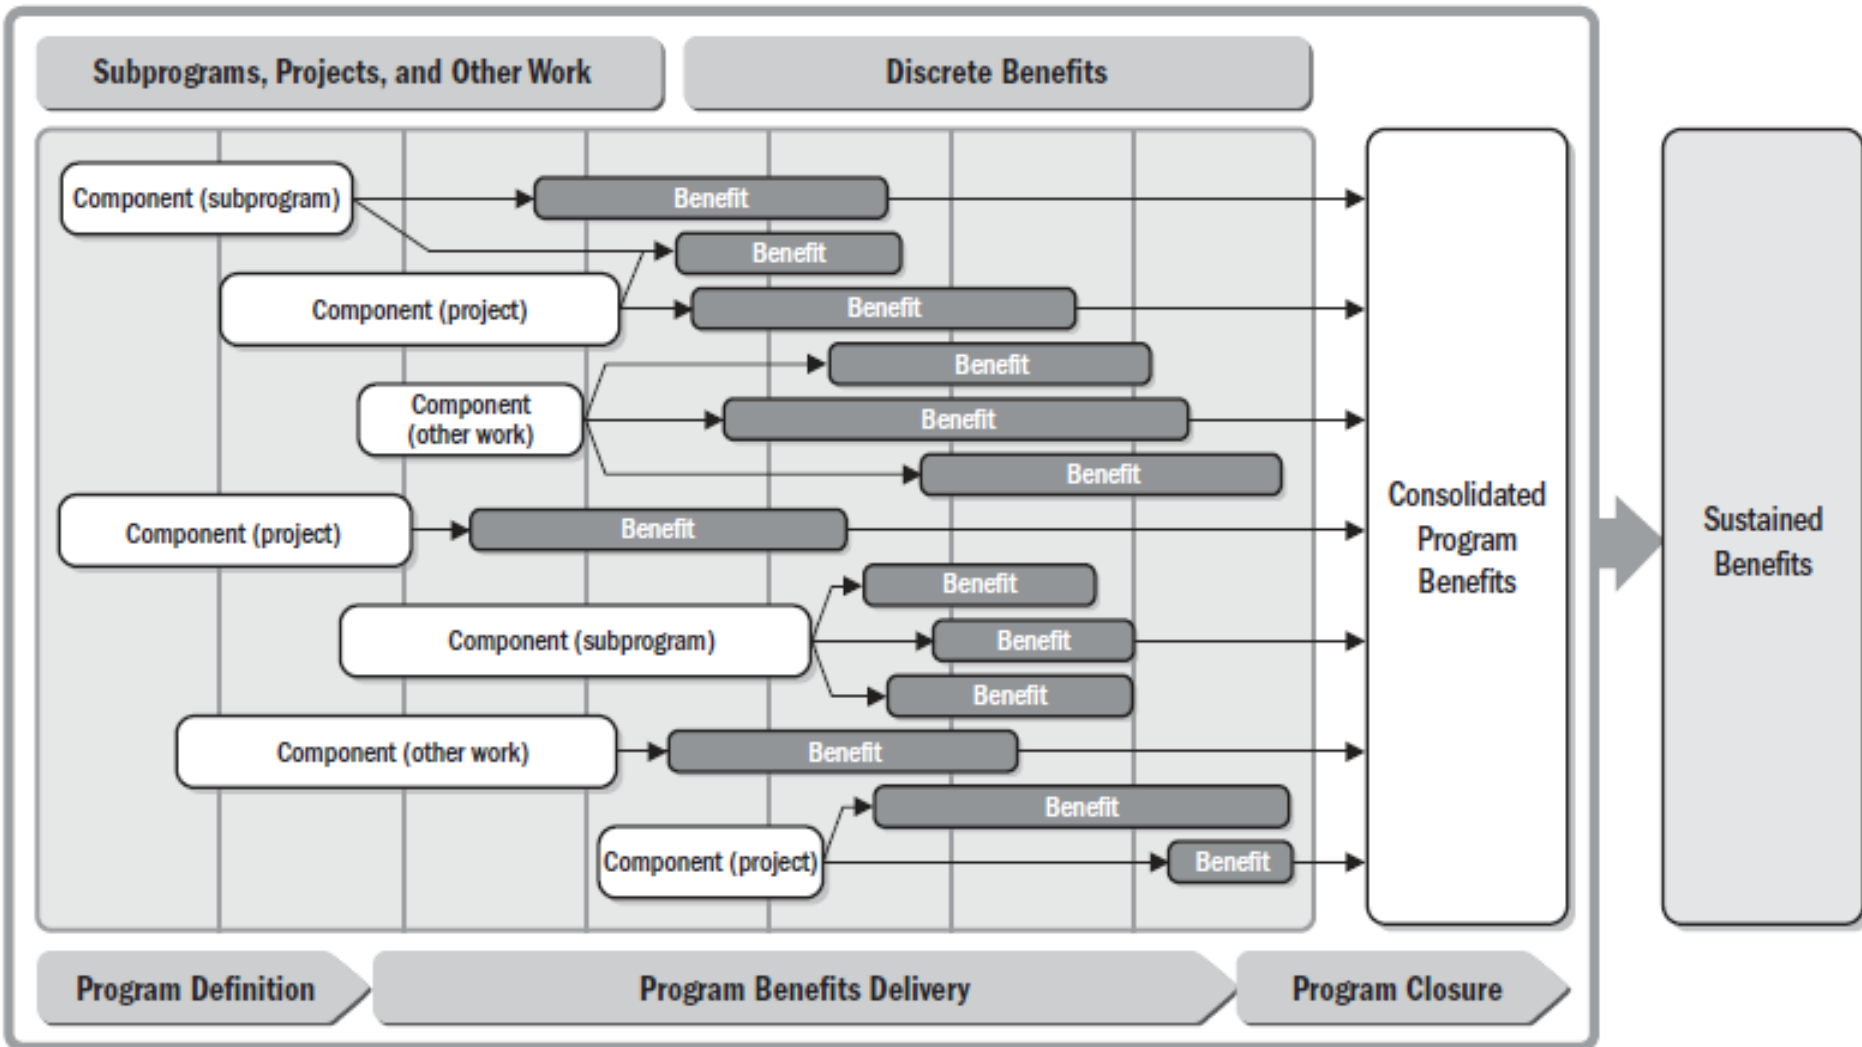 Subprograms, Projects, and Other Work
Discrete Benefits
Component (subprogram)
Benefit
Benefit
Component (project)
Benefit
Benefit
Component
(other work)
Benefit
Benefit
Component (project)
Benefit
Benefit
Component (subprogram)
Benefit
Benefit
Component (other work)
Benefit
Benefit
Component (project)
Benefit
Consolidated
Program
Benefits
Sustained
Benefits
Program Definition
Program Benefits Delivery
Program Closure